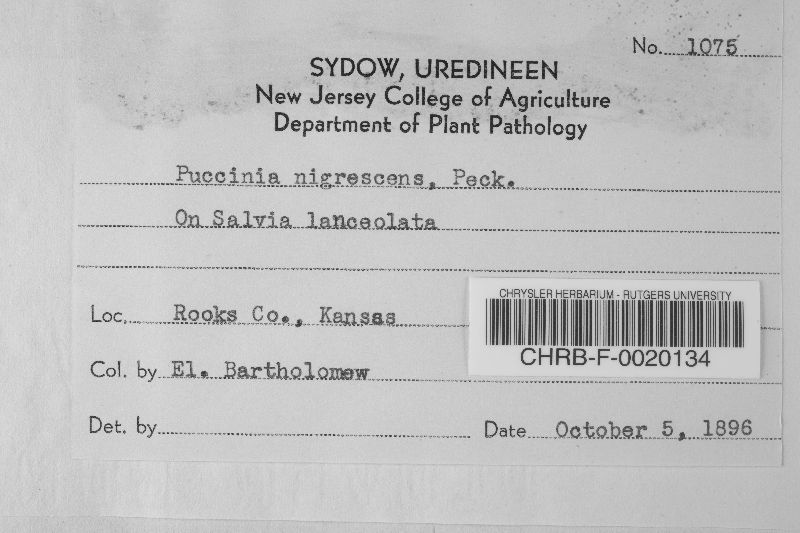 No. 1075
SYDOW, UREDINEEN
New Jersey College of Agriculture
Department of Plant Pathology
Puccinia nigrescens, Peck.
On Salvia lanceolata
Loc. Rooks Co., Kansas
CHRYSLER HERBARIUM - RUTGERS UNIVERSITY
CHRB-F-0020134
Col. by El. Bartholomew
Det. by
Date October 5, 1896